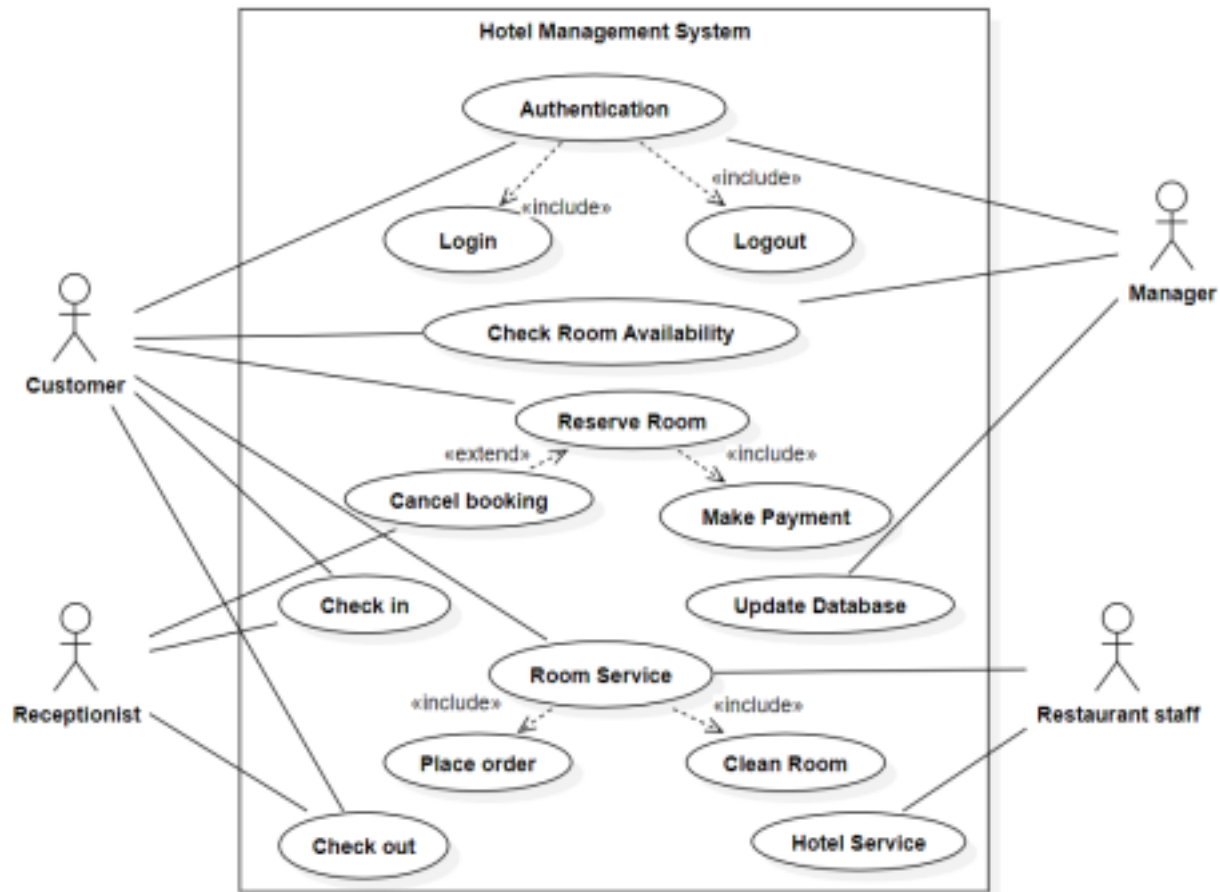 Hotel Management System
Authentication
«include»
«include»
Login
Logout
Manager
Check Room Availability
Customer
Reserve Room
«extend»
«include»
Cancel booking
Make Payment
Check in
Update Database
Room Service
«include»
«include»
Receptionist
Restaurant staff
Place order
Clean Room
Check out
Hotel Service